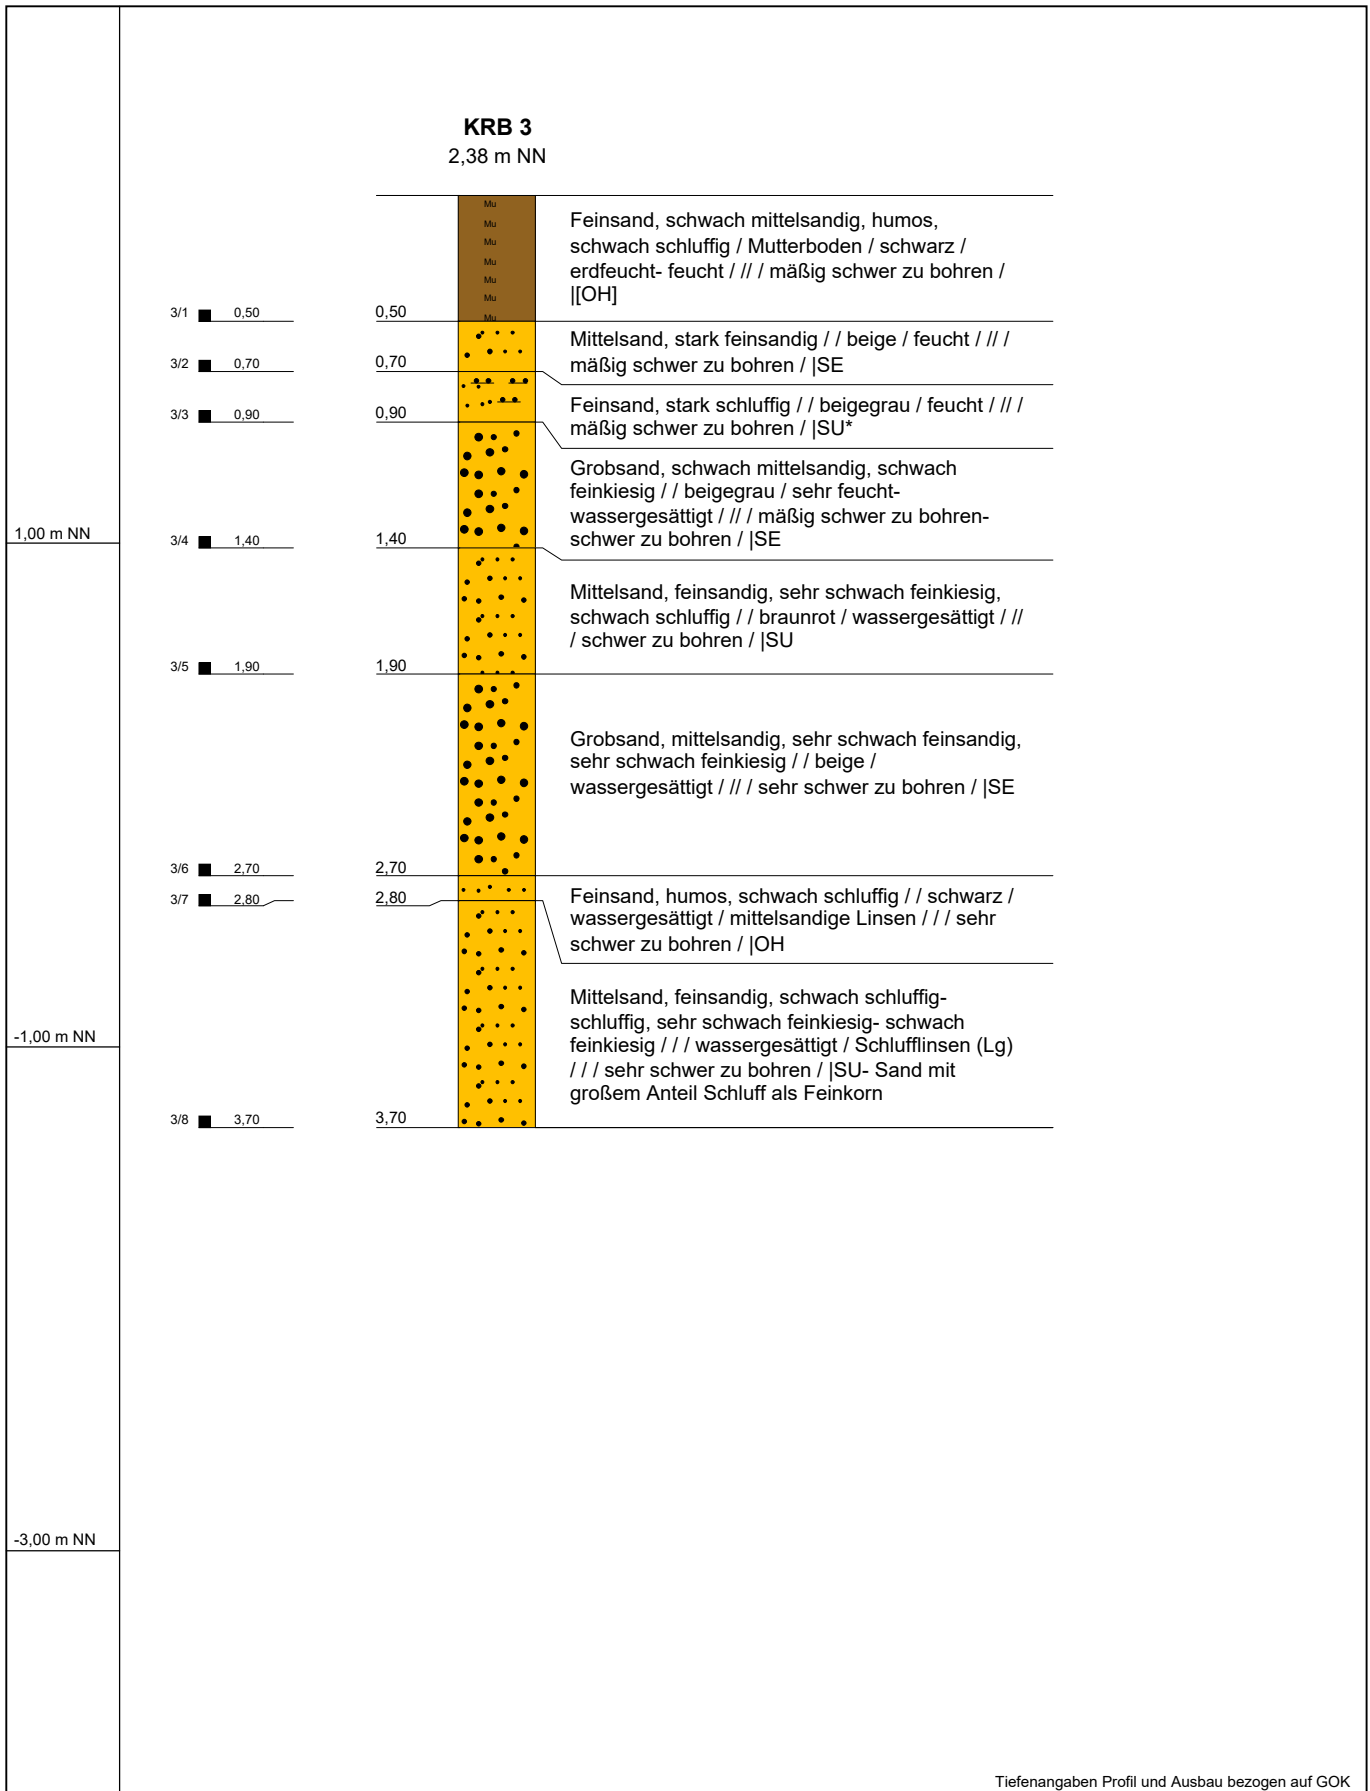 KRB 3
2,38 m NN
Mu
Mu
Mu
Mu
Mu
Mu
Mu
Feinsand, schwach mittelsandig, humos,
schwach schluffig / Mutterboden / schwarz /
erdfeucht- feucht / // / mäßig schwer zu bohren /
|[OH]
3/1 0,50 0,50
Mittelsand, stark feinsandig / / beige / feucht / // /
mäßig schwer zu bohren / |SE
3/2 0,70 0,70
Feinsand, stark schluffig / / beigegrau / feucht / // /
mäßig schwer zu bohren / |SU*
3/3 0,90 0,90
Grobsand, schwach mittelsandig, schwach
feinkiesig / / beigegrau / sehr feucht-
wassergesättigt / // / mäßig schwer zu bohren-
schwer zu bohren / |SE
1,00 m NN
3/4 1,40 1,40
Mittelsand, feinsandig, sehr schwach feinkiesig,
schwach schluffig / / braunrot / wassergesättigt / //
/ schwer zu bohren / |SU
3/5 1,90 1,90
Grobsand, mittelsandig, sehr schwach feinsandig,
sehr schwach feinkiesig / / beige /
wassergesättigt / // / sehr schwer zu bohren / |SE
3/6 2,70 2,70
3/7 2,80 2,80
Feinsand, humos, schwach schluffig / / schwarz /
wassergesättigt / mittelsandige Linsen / / / sehr
schwer zu bohren / |OH
Mittelsand, feinsandig, schwach schluffig-
schluffig, sehr schwach feinkiesig- schwach
feinkiesig / / / wassergesättigt / Schlufflinsen (Lg)
/ / / sehr schwer zu bohren / |SU- Sand mit
großem Anteil Schluff als Feinkorn
-1,00 m NN
3/8 3,70 3,70
-3,00 m NN
Tiefenangaben Profil und Ausbau bezogen auf GOK